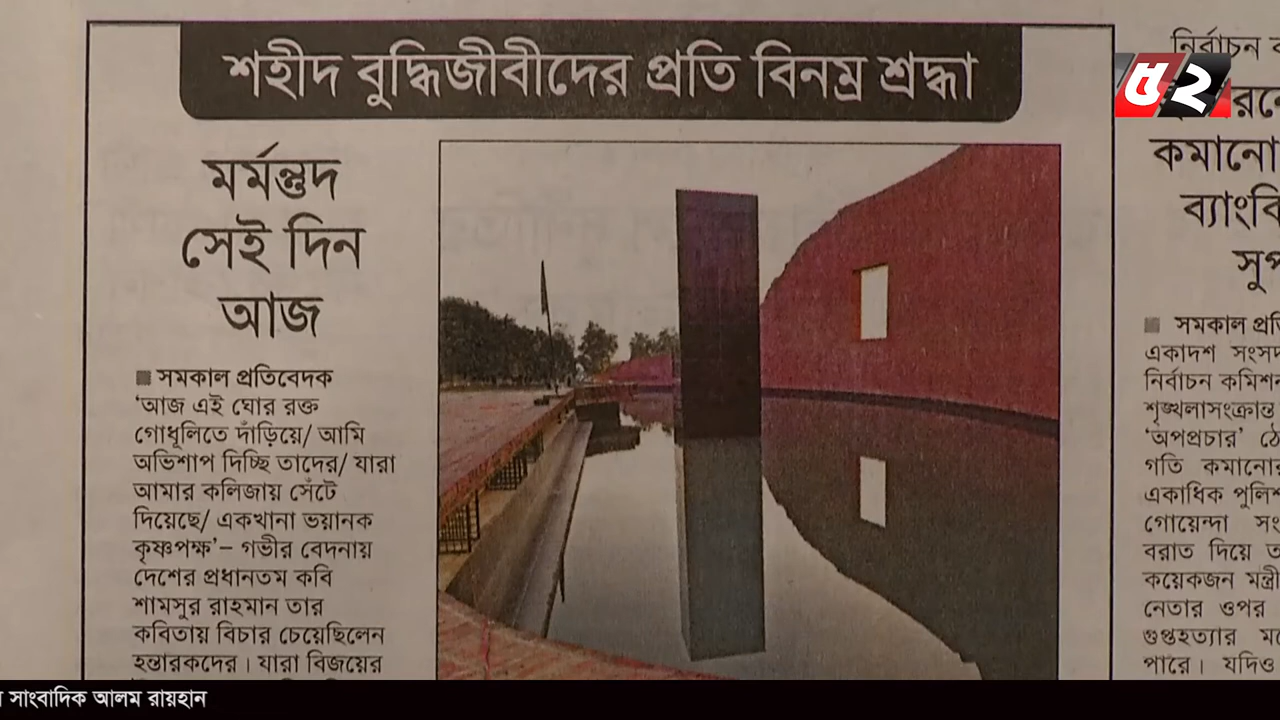 শহীদ বুদ্ধিজীবীদের প্রতি বিনম্র শ্রদ্ধা
মর্মন্তুদ
সেই দিন
আজ
সমকাল প্রতিবেদক
‘আজ এই ঘোর রক্ত
গোধূলিতে দাঁড়িয়ে/ আমি
অভিশাপ দিচ্ছি তাদের/ যারা
আমার কলিজায় সেঁটে
দিয়েছে/ একখানা ভয়ানক
কৃষ্ণপক্ষ’– গভীর বেদনায়
দেশের প্রধানতম কবি
শামসুর রাহমান তার
কবিতায় বিচার চেয়েছিলেন
হন্তারকদের। যারা বিজয়ের
৫২
নির্বাচন
কমানো
সমকাল
একাদশ সংসদ
নির্বাচন কমিশন
শৃঙ্খলাসংক্রান্ত
‘অপপ্রচার’
গতি কমানোর
একাধিক পুলিশ
গোয়েন্দা
বরাত দিয়ে
কয়েকজন মন্ত্রী
নেতার ওপর
গুপ্তহত্যার
পারে। যদিও
সাংবাদিক আলম রায়হান